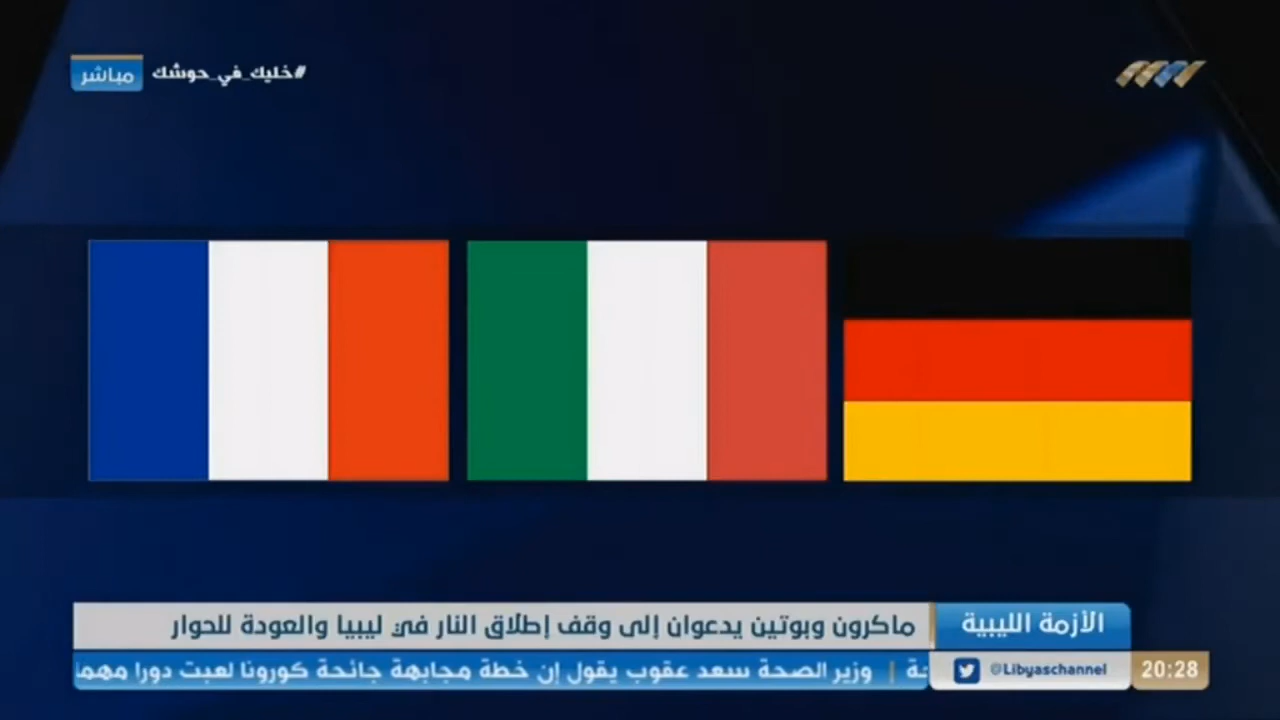 #خليك_في_حوشك
مباشر
الأزمة الليبية
ماكرون وبوتين يدعوان إلى وقف إطلاق النار في ليبيا والعودة للحوار
20:28
@Libyaschannel
وزير الصحة سعد عقوب يقول إن خطة مجابهة جائحة كورونا لعبت دورا مهما